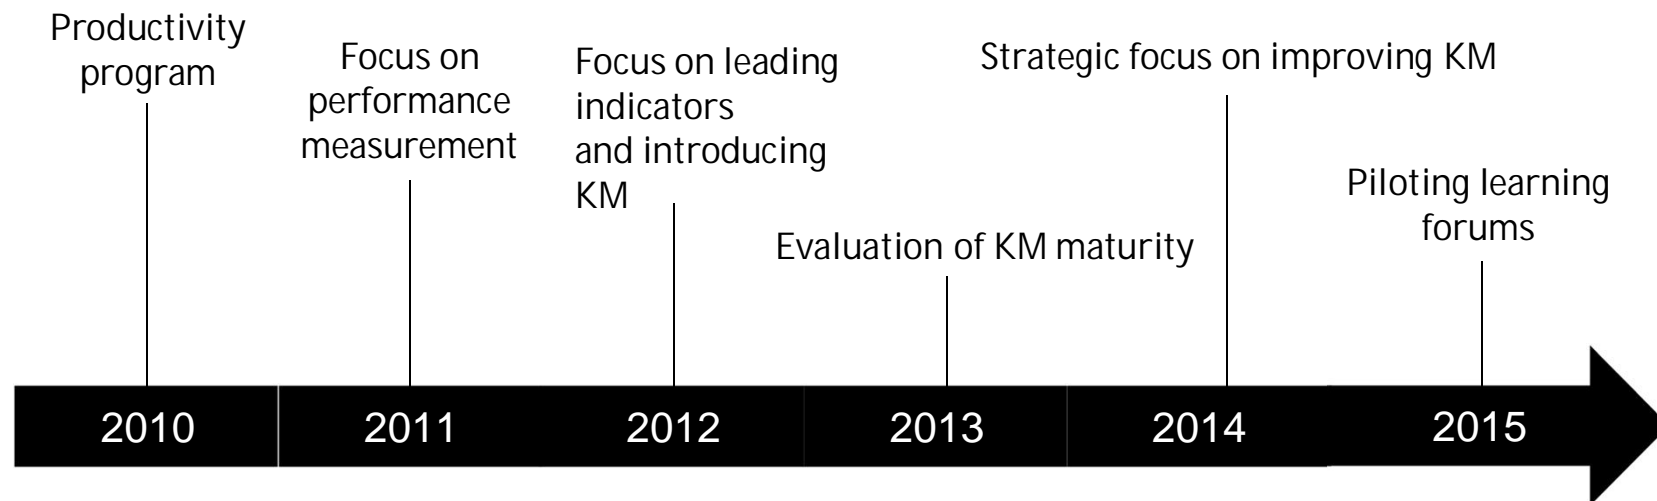 Productivity
program
Focus on
performance
measurement
Focus on leading
indicators
and introducing
KM
Evaluation of KM maturity
Strategic focus on improving KM
Piloting learning
forums
2010
2011
2012
2013
2014
2015